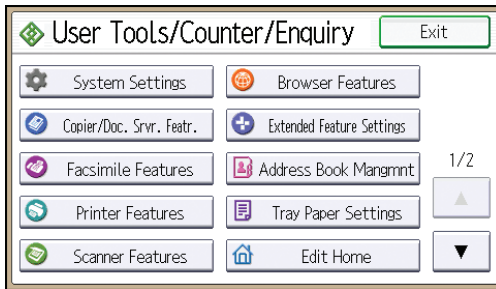 User Tools/Counter/Enquiry
Exit
System Settings
Browser Features
Copier/Doc. Srvr. Featr.
Extended Feature Settings
Facsimile Features
Address Book Mangmnt
1/2
Printer Features
Tray Paper Settings
Scanner Features
Edit Home